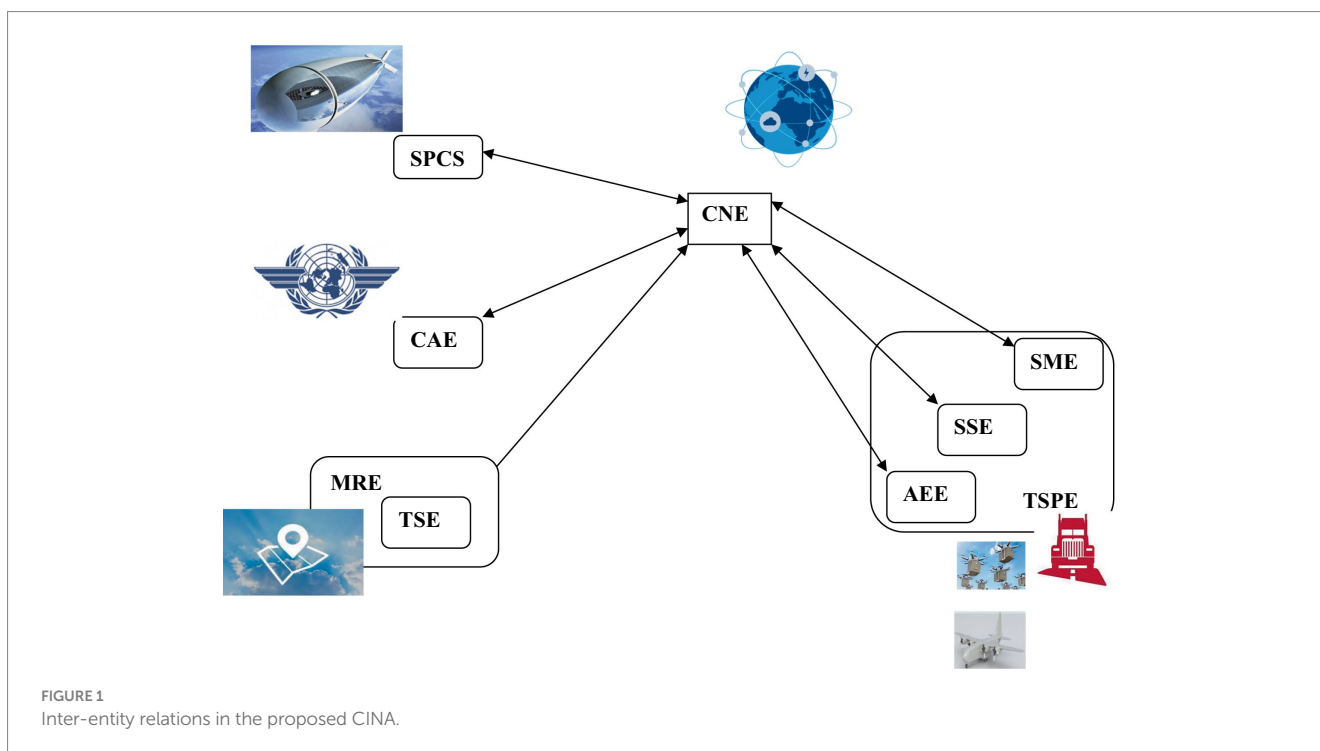 SPCS
CNE
CAE
SME
SSE
MRE
AEE
TSPE
TSE
FIGURE 1
Inter-entity relations in the proposed CINA.